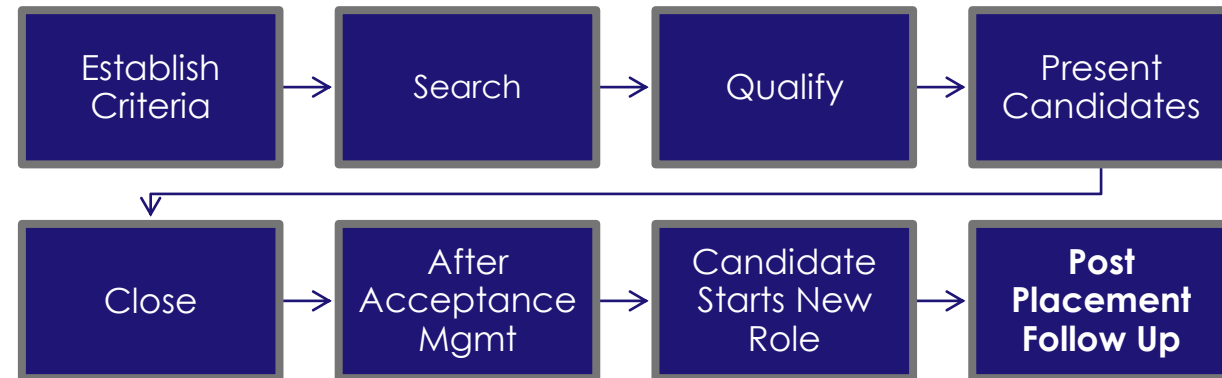 Establish
Criteria
Search
Qualify
Present
Candidates
Close
After
Acceptance
Mgmt
Candidate
Starts New
Role
Post
Placement
Follow Up